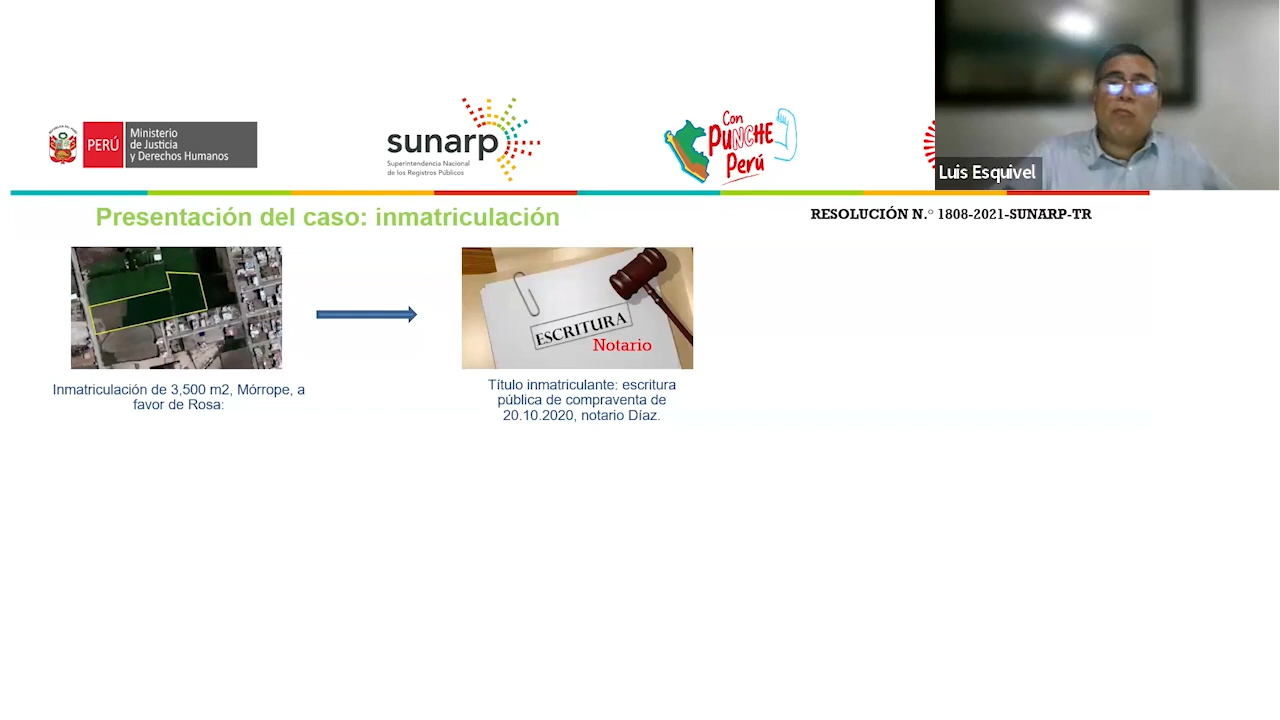 PERÚ
Ministerio
de Justicia
y Derechos Humanos
sunarp
Superintendencia Nacional
de los Registros Públicos
Con
PUNCHE
Perú
Luis Esquivel
Presentación del caso: inmatriculación
RESOLUCIÓN N.° 1808-2021-SUNARP-TR
ESCRITURA
Notario
Inmatriculación de 3,500 m2, Mórrope, a
favor de Rosa:
Título inmatriculante: escritura
pública de compraventa de
20.10.2020, notario Díaz.